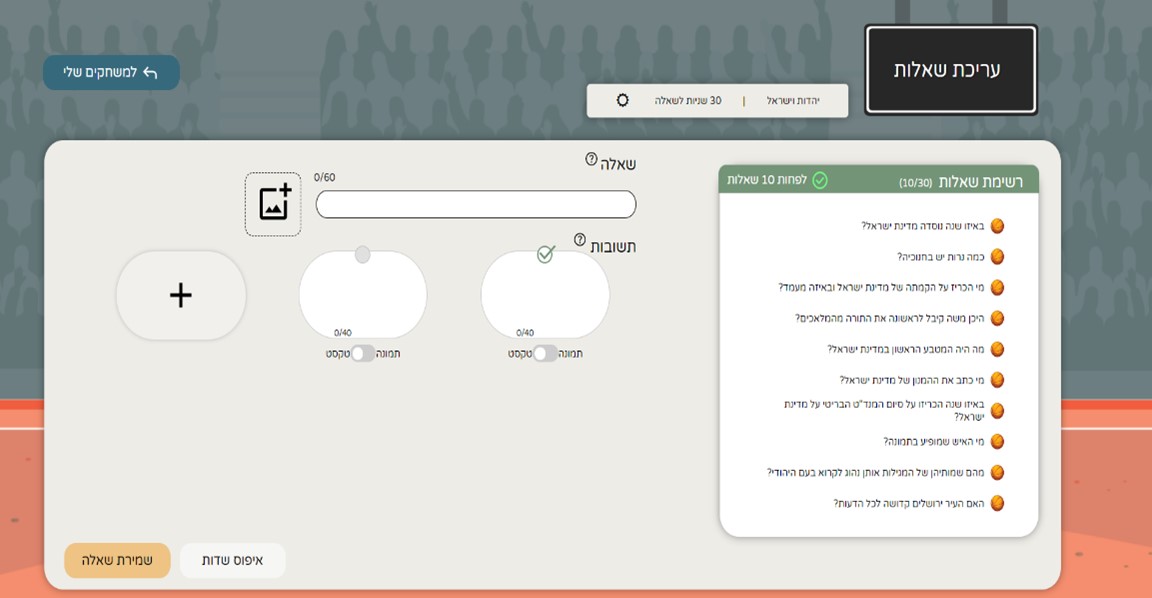 עריכת שאלות
למשחקים שלי
יהדות וישראל | 30 שניות לשאלה
רשימת שאלות (10/30) לפחות 10 שאלות
באיזו שנה נוסדה מדינת ישראל?
כמה נרות יש בחנוכיה?
מי הכריז על הקמתה של מדינת ישראל ובאיזה מעמד?
היכן משה קיבל לראשונה את התורה מהמלאכים?
מה היה המטבע הראשון במדינת ישראל?
מי כתב את ההמנון של מדינת ישראל?
באיזו שנה הכריזו על סיום המנד"ט הבריטי על מדינת
ישראל?
מי האיש שמופיע בתמונה?
מהם שמותיהן של המגילות אותן נהוג לקרוא בעם היהודי?
האם העיר ירושלים קדושה לכל הדעות?
שאלה ?
0/60
תשובות ?
0/40
תמונה טקסט
0/40
תמונה טקסט
+
איפוס שדות
שמירת שאלה